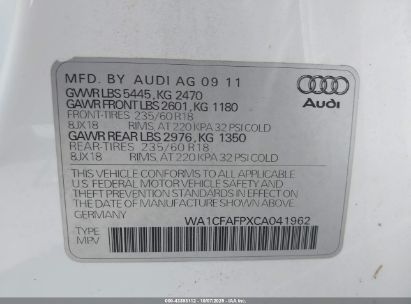 MFD. BY AUDI AG 09 11
GVWR LBS 5445, KG 2470
GAWR FRONT LBS 2601, KG 1180
FRONT-TIRES 235/60 R18
8JX18 RIMS, AT 220 KPA 32 PSI COLD
GAWR REAR LBS 2976, KG 1350
REAR-TIRES 235/60 R18
8JX18 RIMS, AT 220 KPA 32 PSI COLD
Audi
THIS VEHICLE CONFORMS TO ALL APPLICABLE
U.S. FEDERAL MOTOR VEHICLE SAFETY AND
THEFT PREVENTION STANDARDS IN EFFECT ON
THE DATE OF MANUFACTURE SHOWN ABOVE
GERMANY WA1CFAFPXCA041962
TYPE:
MPV